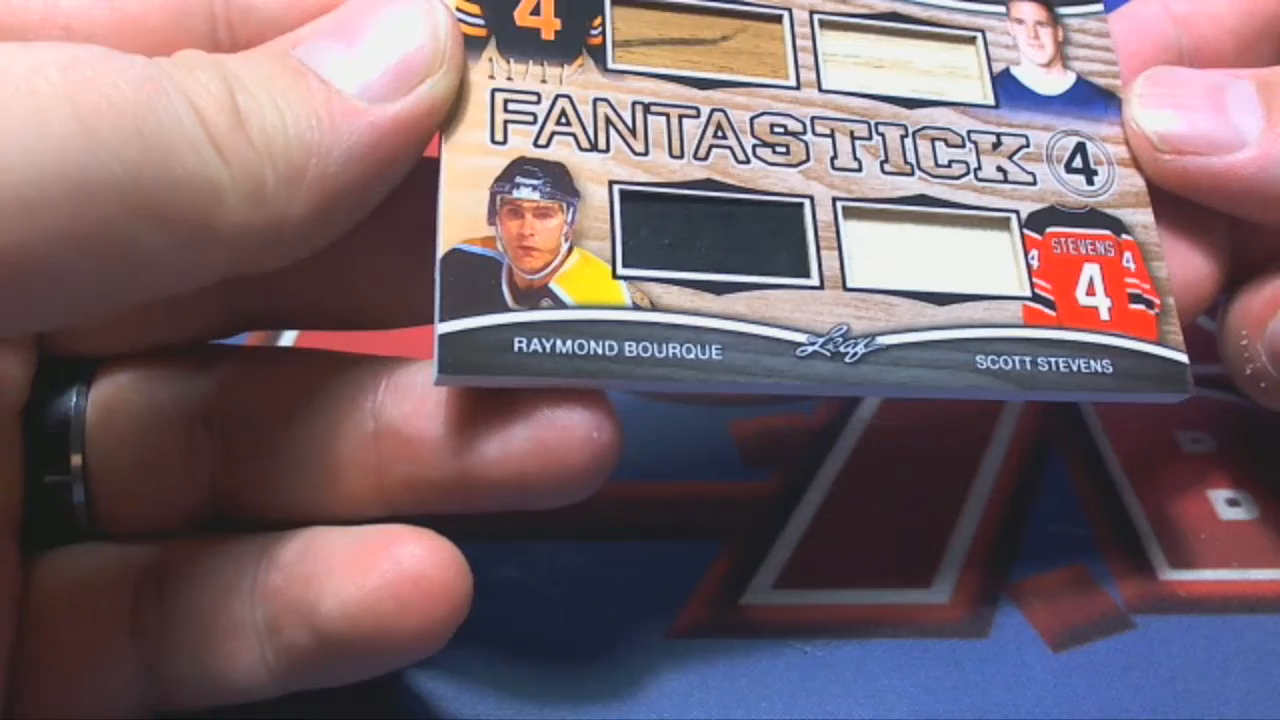 4
FANTASTICK 4
STEVENS
4 4 4
RAYMOND BOURQUE
Leaf
SCOTT STEVENS